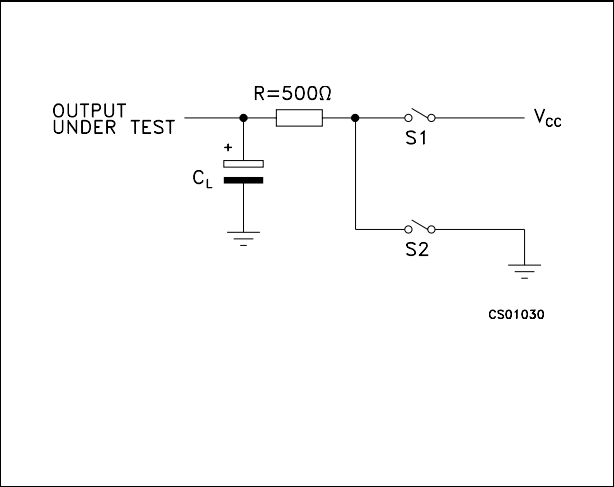 R=500Ω
OUTPUT
UNDER TEST
VCC
S1
+
CL
S2
CS01030